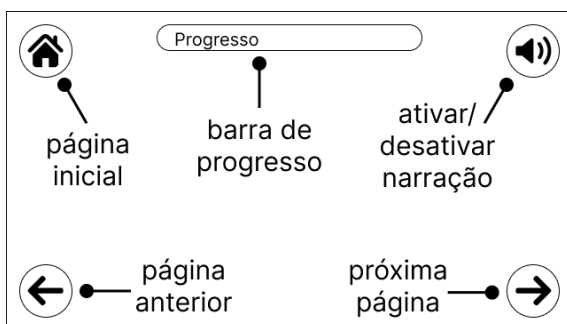 Progresso
página
inicial
barra de
progresso
ativar/
desativar
narração
página
anterior
próxima
página